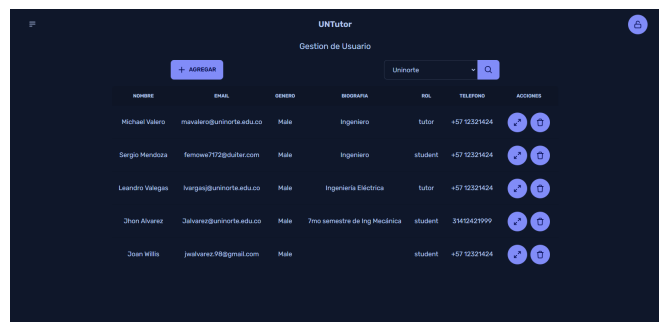 UNTutor
Gestion de Usuario
+ AGREGAR
Uninorte
NOMBRE EMAIL GENERO BIOGRAFIA ROL TELEFONO ACCIONES
Michael Valero mavalero@uninorte.edu.co Male Ingeniero tutor +57 12321424
Sergio Mendoza femowe7172@duiter.com Male Ingeniero student +57 12321424
Leandro Valegas lvargasj@uninorte.edu.co Male Ingeniería Eléctrica tutor +57 12321424
Jhon Alvarez Jalvarez@uninorte.edu.co Male 7mo semestre de Ing Mecánica student 31412421999
Joan Willis jwalvarez.98@gmail.com Male student +57 12321424